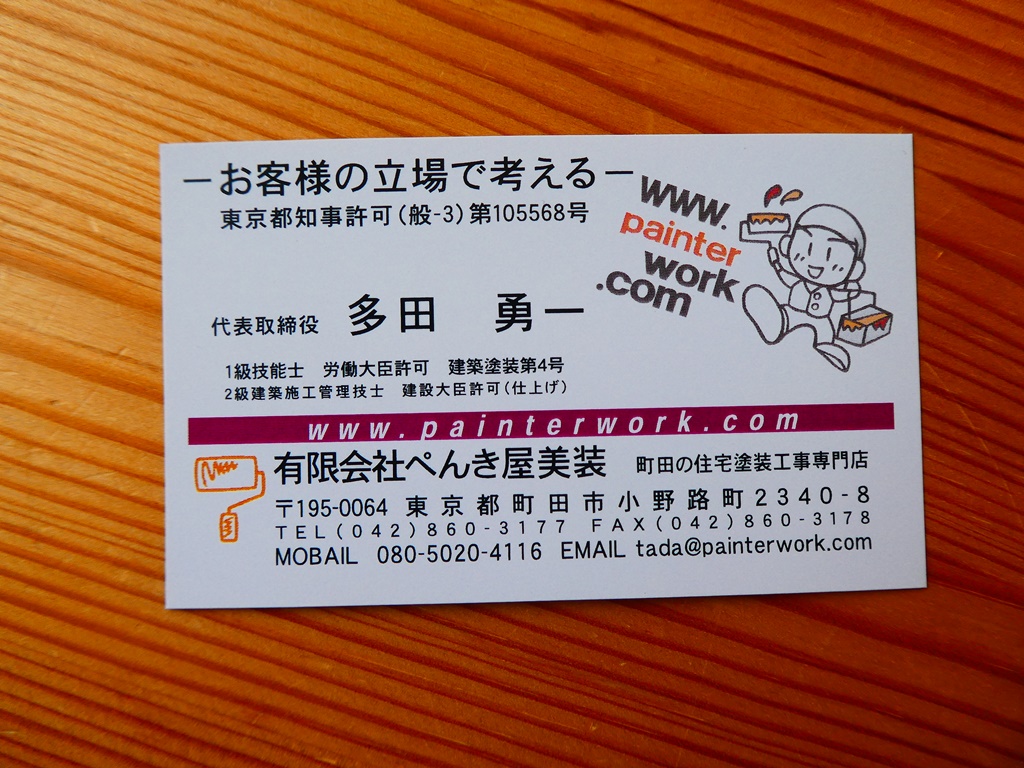 －お客様の立場で考える－
東京都知事許可（般-3）第105568号
www.
painter
work
.com
代表取締役 多田 勇一
1級技能士 労働大臣許可 建築塗装第4号
2級建築施工管理技士 建設大臣許可（仕上げ）
www.painterwork.com
有限会社ぺんき屋美装 町田の住宅塗装工事専門店
〒195-0064 東京都町田市小野路町2340-8
TEL(042)860-3177 FAX(042)860-3178
MOBAIL 080-5020-4116 EMAIL tada@painterwork.com